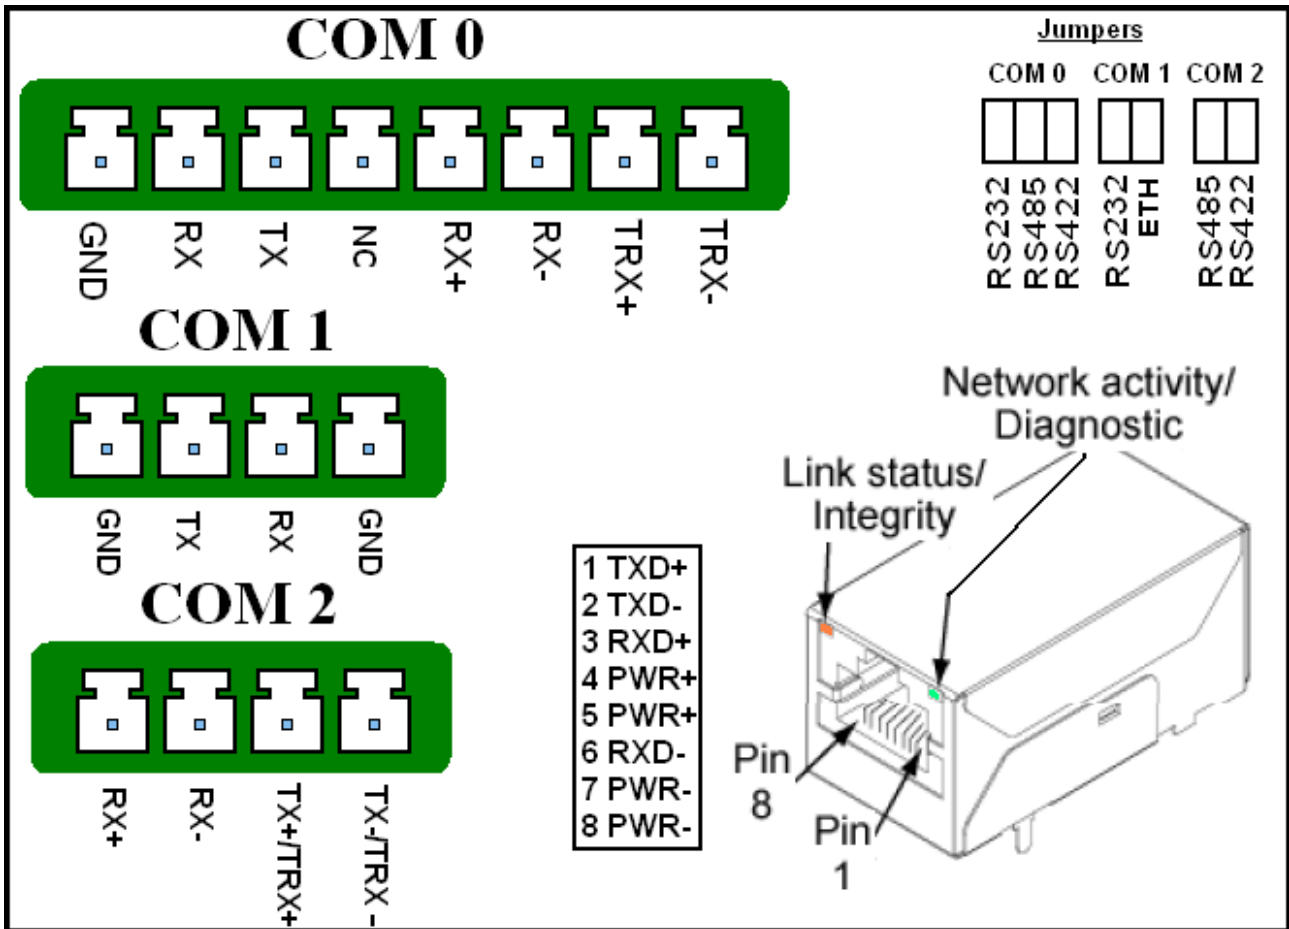 COM 0
GND RX TX NC RX+ RX- TRX+ TRX-
Jumpers
COM 0 COM 1 COM 2
RS232 RS485 RS422 RS232 ETH RS485 RS422
COM 1
GND TX RX GND
COM 2
RX+ RX- TX+/TRX+ TX-/TRX -
1 TXD+
2 TXD-
3 RXD+
4 PWR+
5 PWR+
6 RXD-
7 PWR-
8 PWR-
Network activity/
Diagnostic
Link status/
Integrity
Pin
8
Pin
1